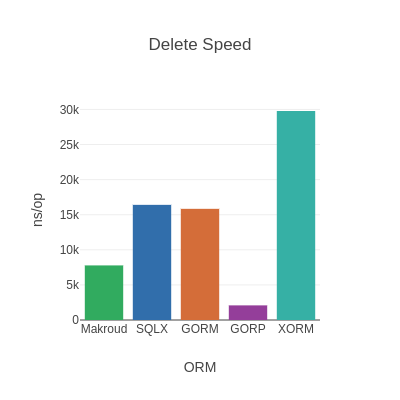 Delete Speed
ns/op
30k
25k
20k
15k
10k
5k
0
Makroud SQLX GORM GORP XORM
ORM